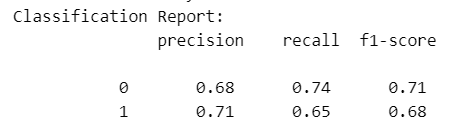 Classification Report:
precision recall f1-score
0 0.68 0.74 0.71
1 0.71 0.65 0.68